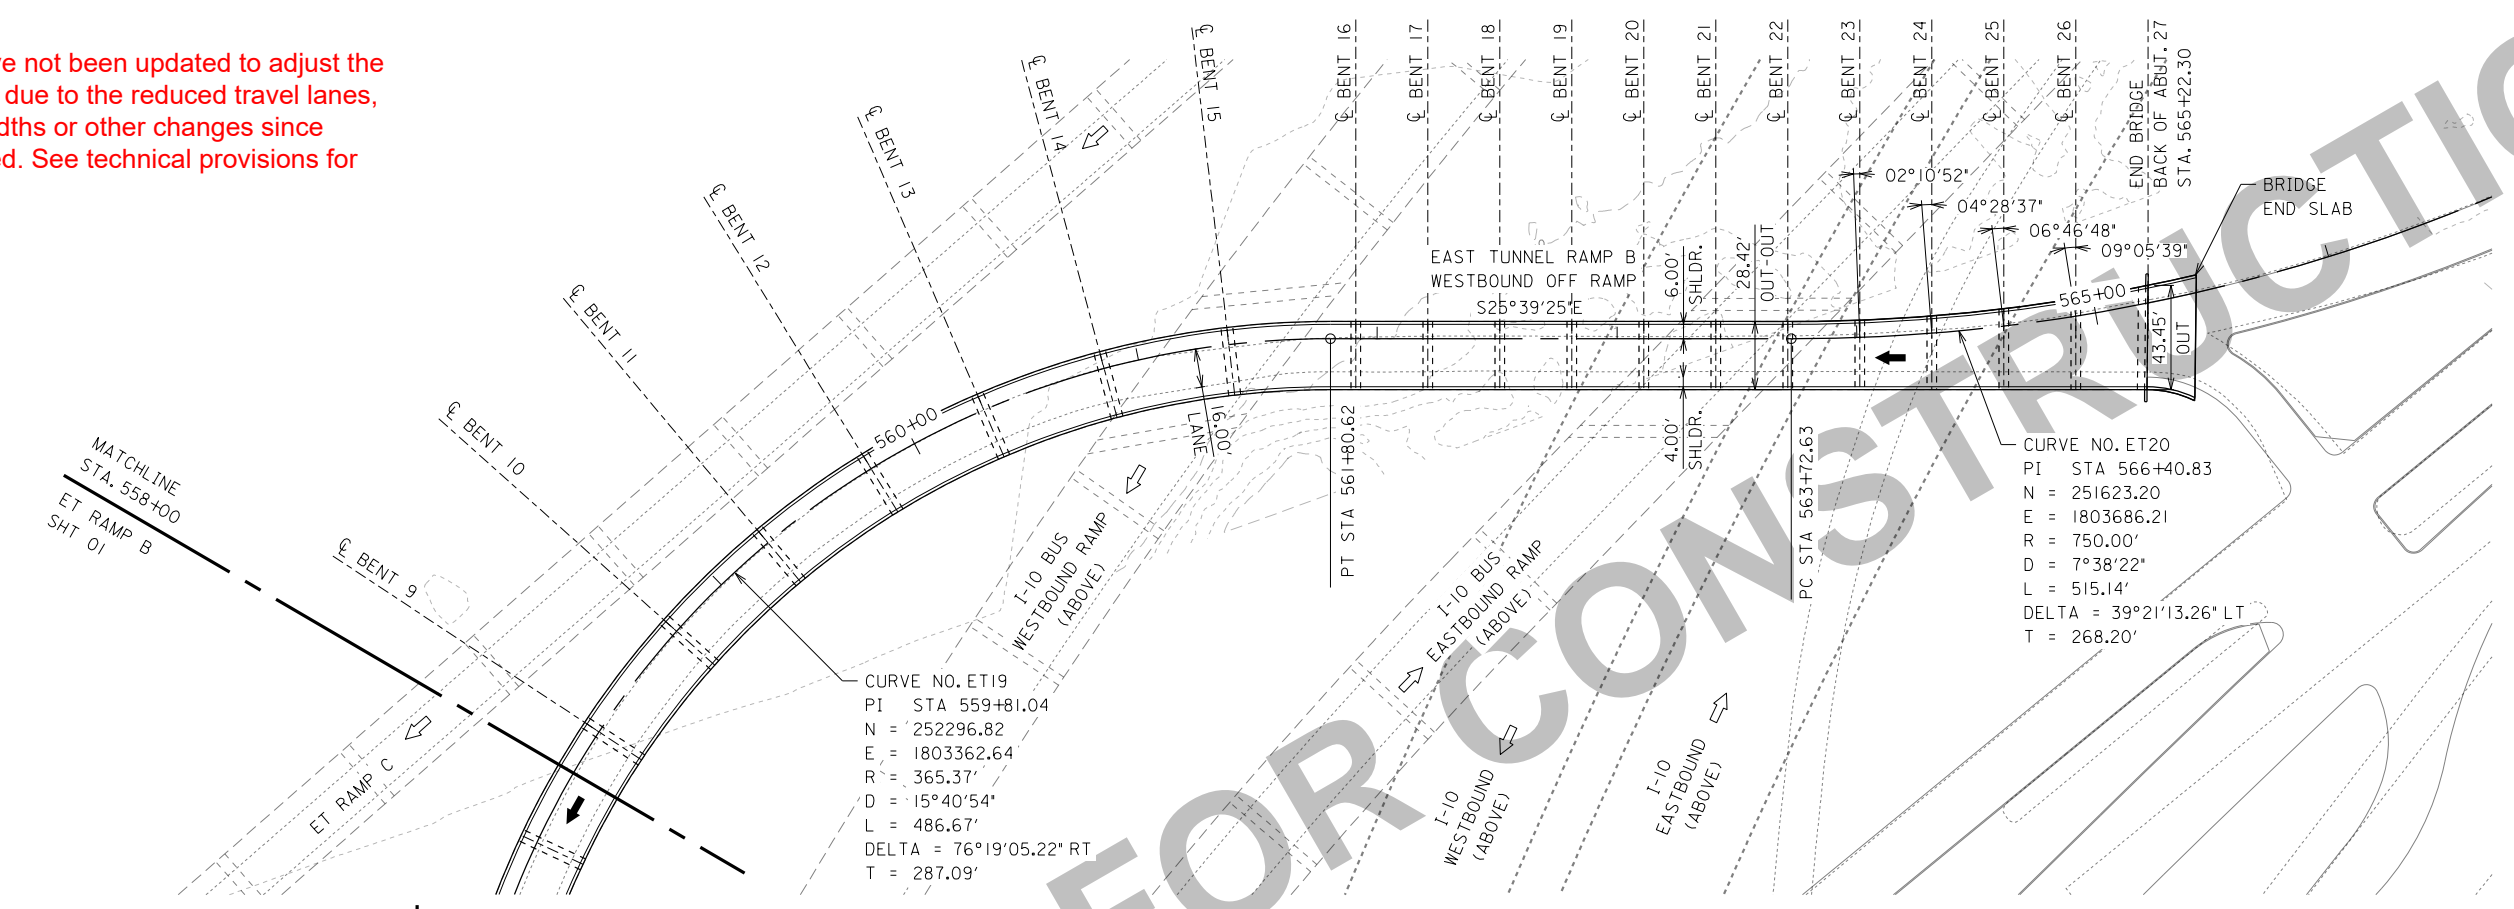 ve not been updated to adjust the
due to the reduced travel lanes,
dths or other changes since
ed. See technical provisions for
MATCHLINE
STA. 558+00
ET RAMP B
SHT 01
℄ BENT 9
℄ BENT 10
℄ BENT 11
℄ BENT 12
℄ BENT 13
℄ BENT 14
℄ BENT 15
℄ BENT 16
℄ BENT 17
℄ BENT 18
℄ BENT 19
℄ BENT 20
℄ BENT 21
℄ BENT 22
℄ BENT 23
℄ BENT 24
℄ BENT 25
℄ BENT 26
END BRIDGE
BACK OF ABUT. 27
STA. 565+22.30
BRIDGE
END SLAB
02°10'52"
04°28'37"
06°46'48"
09°05'39"
EAST TUNNEL RAMP B
WESTBOUND OFF RAMP
S25°39'25"E
6.00'
SHLDR.
28.42'
OUT-OUT
4.00'
SHLDR.
16.00'
LANE
43.45'
OUT
560+00
565+00
PT STA 561+80.62
PC STA 563+72.63
CURVE NO. ET20
PI STA 566+40.83
N = 251623.20
E = 1803686.21
R = 750.00'
D = 7°38'22"
L = 515.14'
DELTA = 39°21'13.26" LT
T = 268.20'
CURVE NO. ET19
PI STA 559+81.04
N = 252296.82
E = 1803362.64
R = 365.37'
D = 15°40'54"
L = 486.67'
DELTA = 76°19'05.22" RT
T = 287.09'
I-10 BUS
WESTBOUND RAMP
(ABOVE)
I-10 BUS
EASTBOUND RAMP
(ABOVE)
I-10
WESTBOUND
(ABOVE)
I-10
EASTBOUND
(ABOVE)
ET RAMP C
FOR CONSTRUCTIO